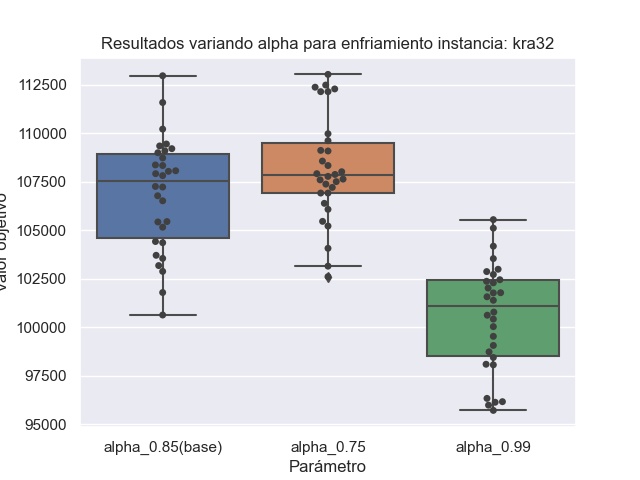 Resultados variando alpha para enfriamiento instancia: kra32
112500
110000
107500
105000
102500
100000
97500
95000
valor objetivo
alpha_0.85(base) alpha_0.75 alpha_0.99
Parámetro